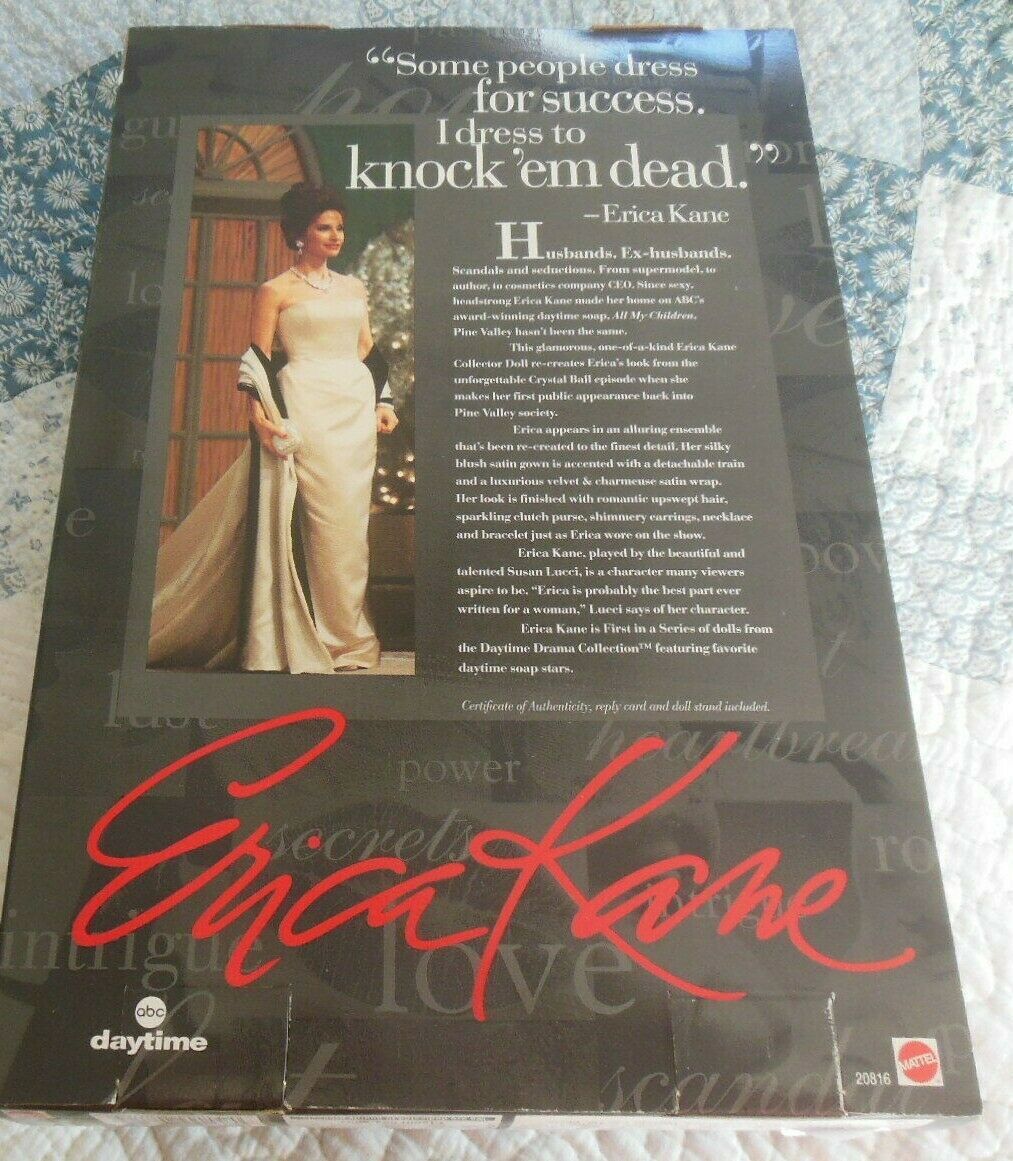 “Some people dress
for success.
I dress to
knock ’em dead.”
–Erica Kane
Husbands. Ex-husbands.
Scandals and seductions. From supermodel, to
author, to cosmetics company CEO. Since sexy,
headstrong Erica Kane made her home on ABC's
award-winning daytime soap, All My Children,
Pine Valley hasn't been the same.
This glamorous, one-of-a-kind Erica Kane
Collector Doll re-creates Erica's look from the
unforgettable Crystal Ball episode when she
makes her first public appearance back into
Pine Valley society.
Erica appears in an alluring ensemble
that's been re-created to the finest detail. Her silky
blush satin gown is accented with a detachable train
and a luxurious velvet & charmeuse satin wrap.
Her look is finished with romantic upswept hair,
sparkling clutch purse, shimmery earrings, necklace
and bracelet just as Erica wore on the show.
Erica Kane, played by the beautiful and
talented Susan Lucci, is a character many viewers
aspire to be. “Erica is probably the best part ever
written for a woman,” Lucci says of her character.
Erica Kane is First in a Series of dolls from
the Daytime Drama Collection™ featuring favorite
daytime soap stars.
Certificate of Authenticity, reply card and doll stand included.
lust
heartbreak
power
secrets
Erica Kane
intrigue
love
abc
daytime
scandal
20816
MATTEL